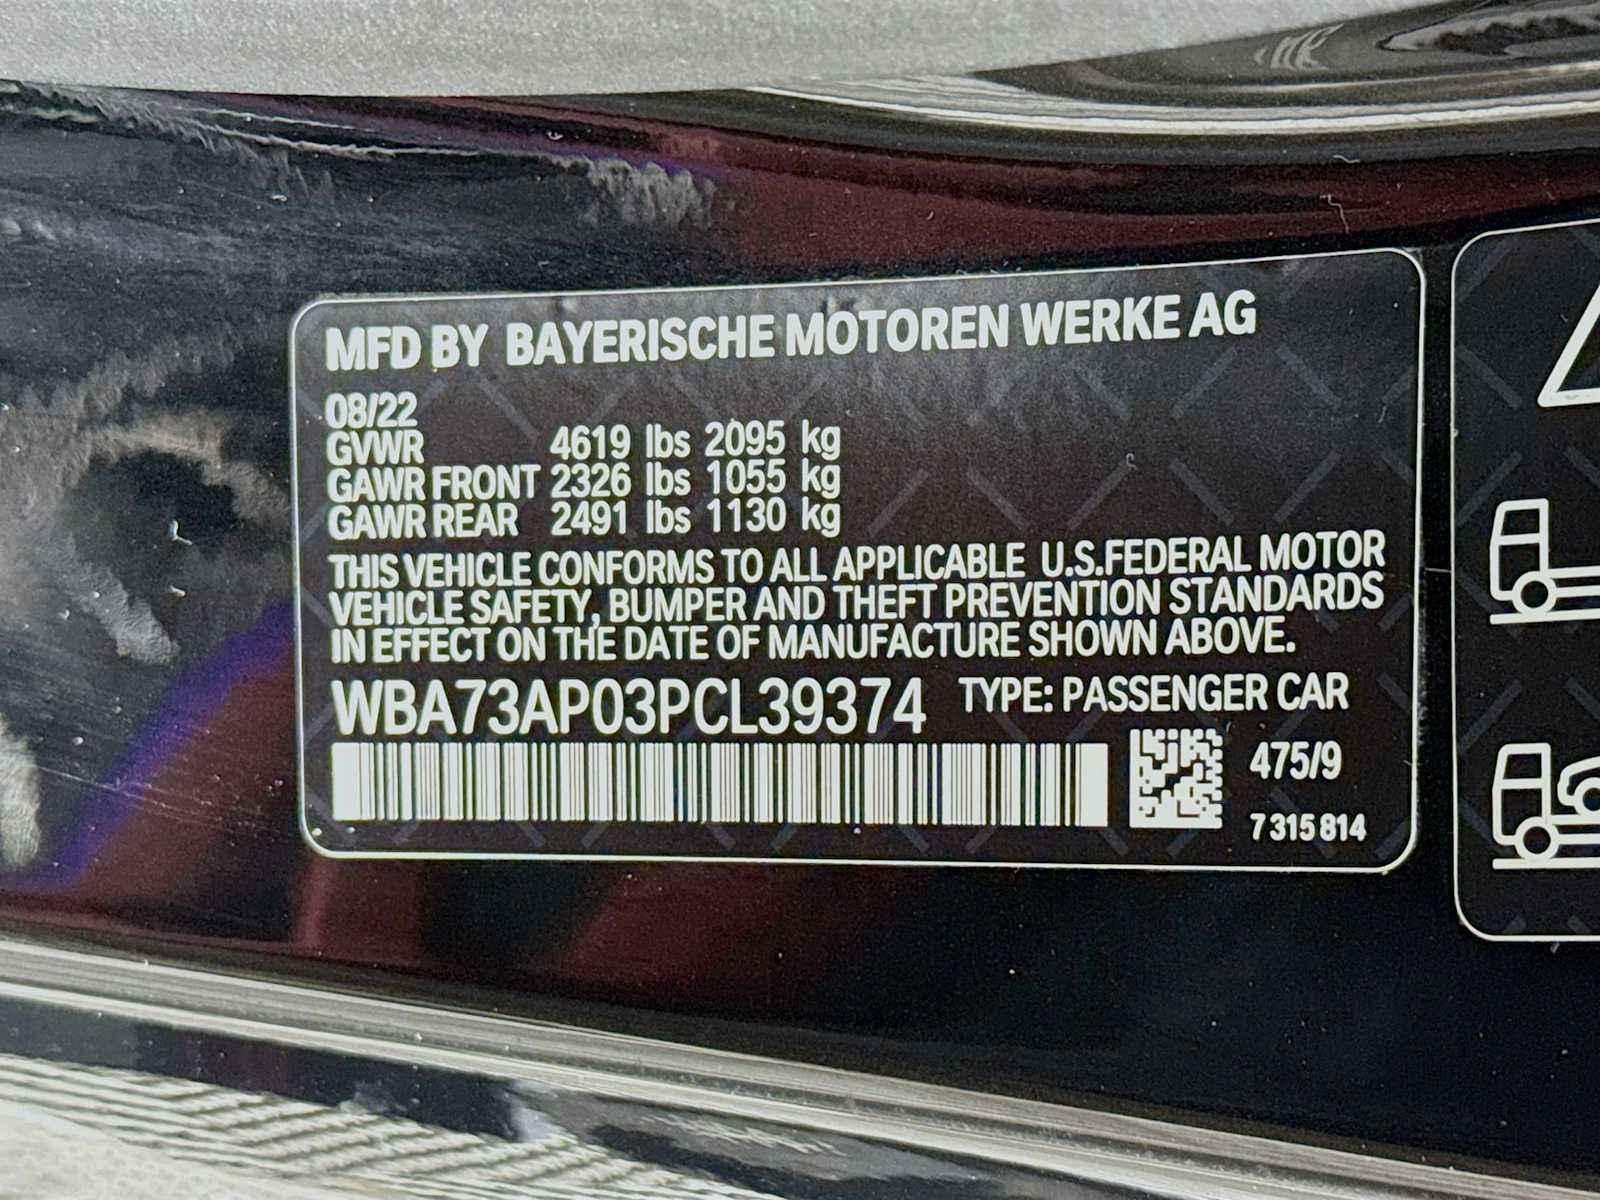 MFD BY BAYERISCHE MOTOREN WERKE AG
08/22
GVWR 4619 lbs 2095 kg
GAWR FRONT 2326 lbs 1055 kg
GAWR REAR 2491 lbs 1130 kg
THIS VEHICLE CONFORMS TO ALL APPLICABLE U.S.FEDERAL MOTOR
VEHICLE SAFETY, BUMPER AND THEFT PREVENTION STANDARDS
IN EFFECT ON THE DATE OF MANUFACTURE SHOWN ABOVE.
WBA73AP03PCL39374 TYPE: PASSENGER CAR
475/9
7 315 814